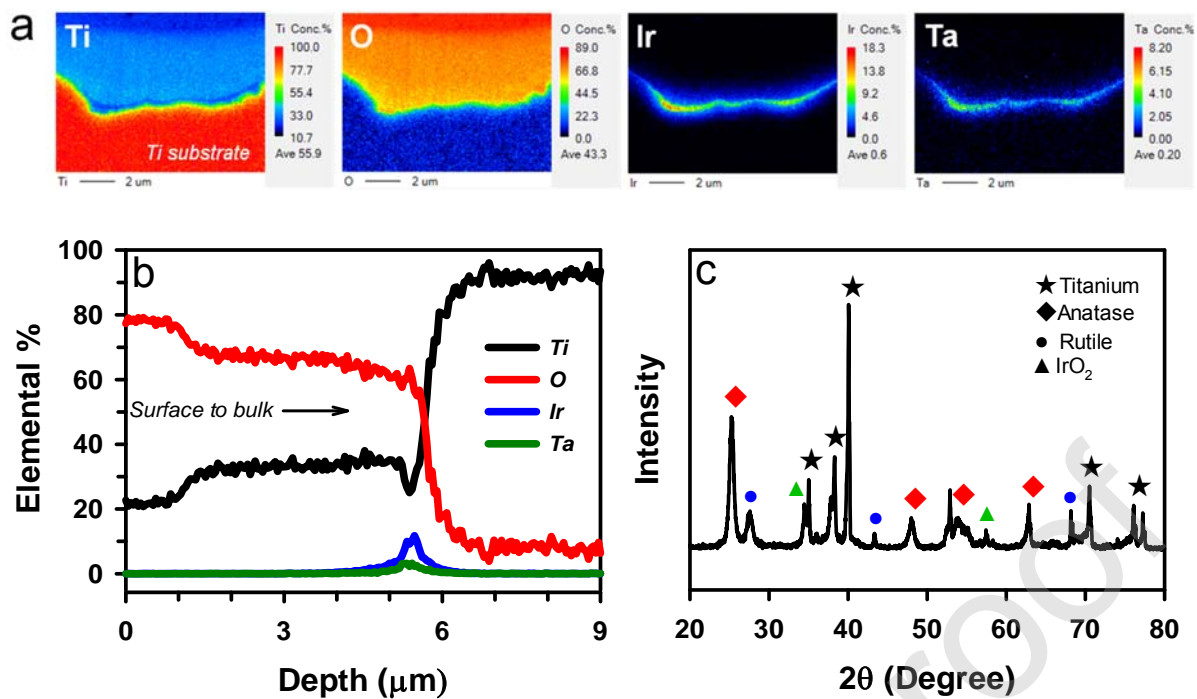 a
Ti
Ti Conc.%
100.0
77.7
55.4
33.0
10.7
Ave 55.9
Ti substrate
Ti 2 um
O
O Conc.%
89.0
66.8
44.5
22.3
0.0
Ave 43.3
O 2 um
Ir
Ir Conc.%
18.3
13.8
9.2
4.6
0.0
Ave 0.6
Ir 2 um
Ta
Ta Conc.%
8.20
6.15
4.10
2.05
0.00
Ave 0.20
Ta 2 um
b
Elemental %
100
80
60
40
20
0
Ti
O
Ir
Ta
Surface to bulk
0 3 6 9
Depth (μm)
c
Intensity
Titanium
Anatase
Rutile
IrO₂
20 30 40 50 60 70 80
2θ (Degree)
roof